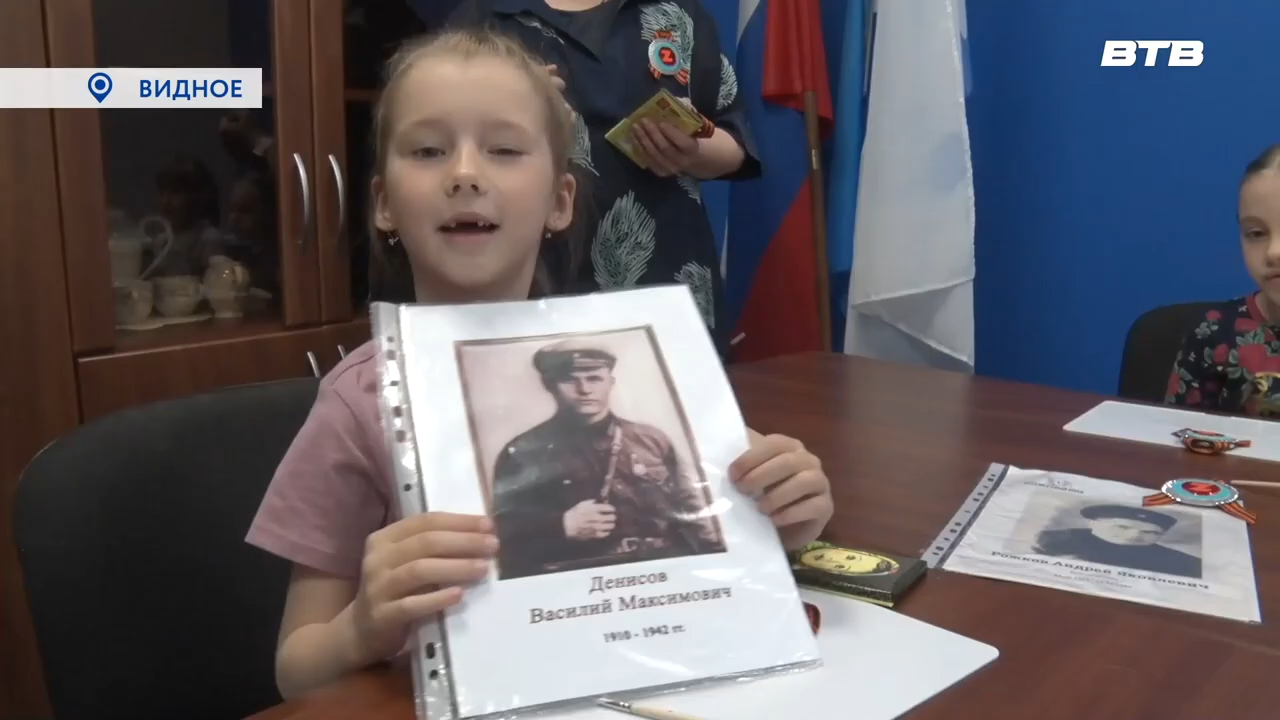 ВИДНОЕ
ВТВ
Z
Денисов
Василий Максимович
1910 - 1942 гг.
Z
Рожков Андрей Яковлевич